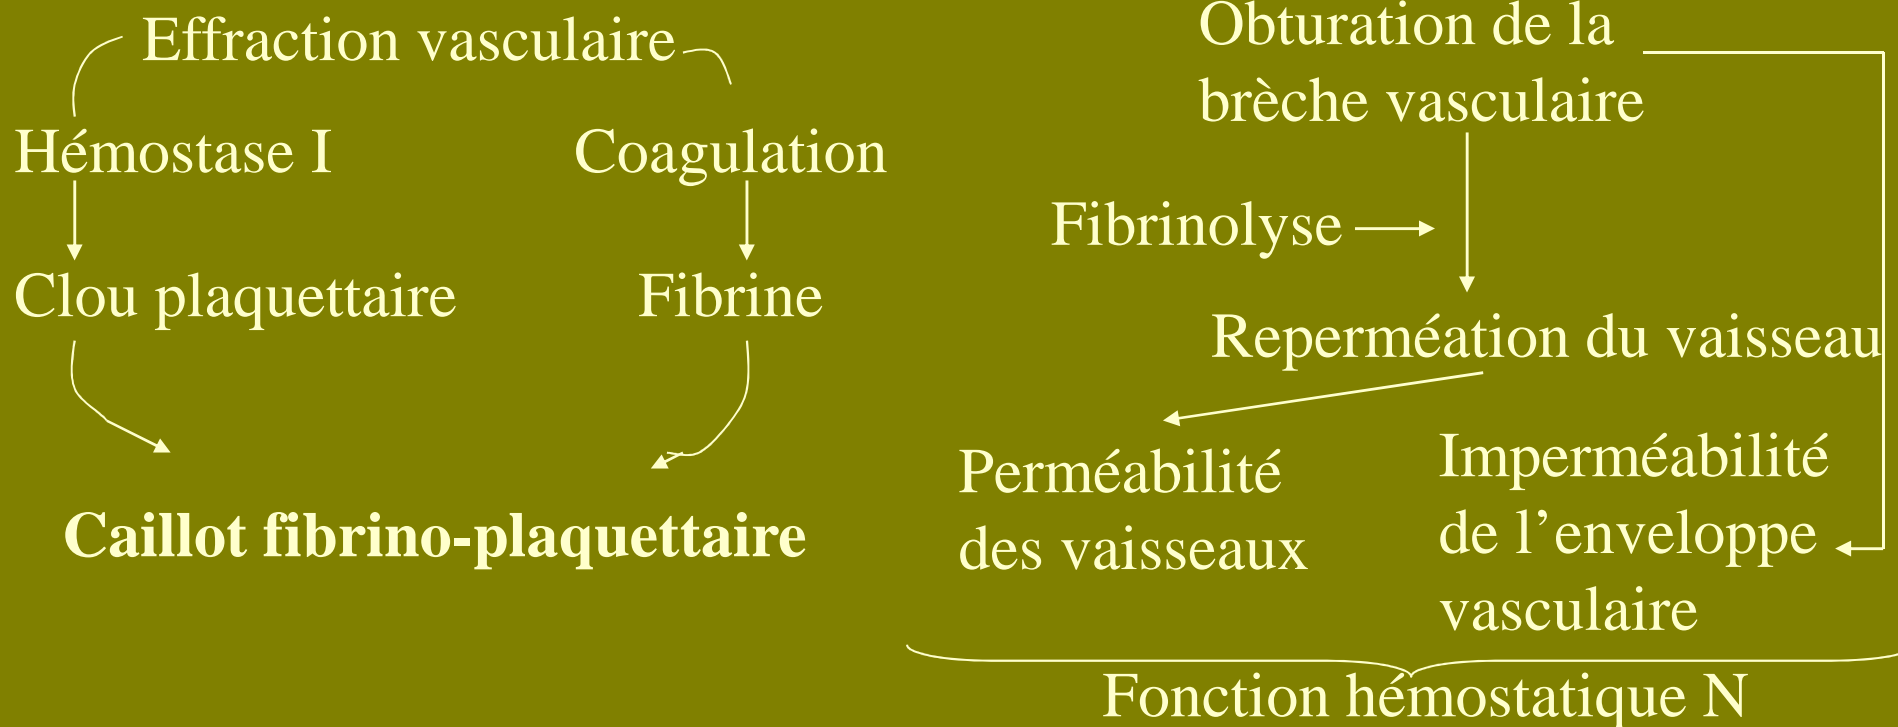 Effraction vasculaire
Hémostase I
Coagulation
Clou plaquettaire
Fibrine
Caillot fibrino-plaquettaire
Obturation de la
brèche vasculaire
Fibrinolyse
Reperméation du vaisseau
Perméabilité
des vaisseaux
Imperméabilité
de l’enveloppe
vasculaire
Fonction hémostatique N